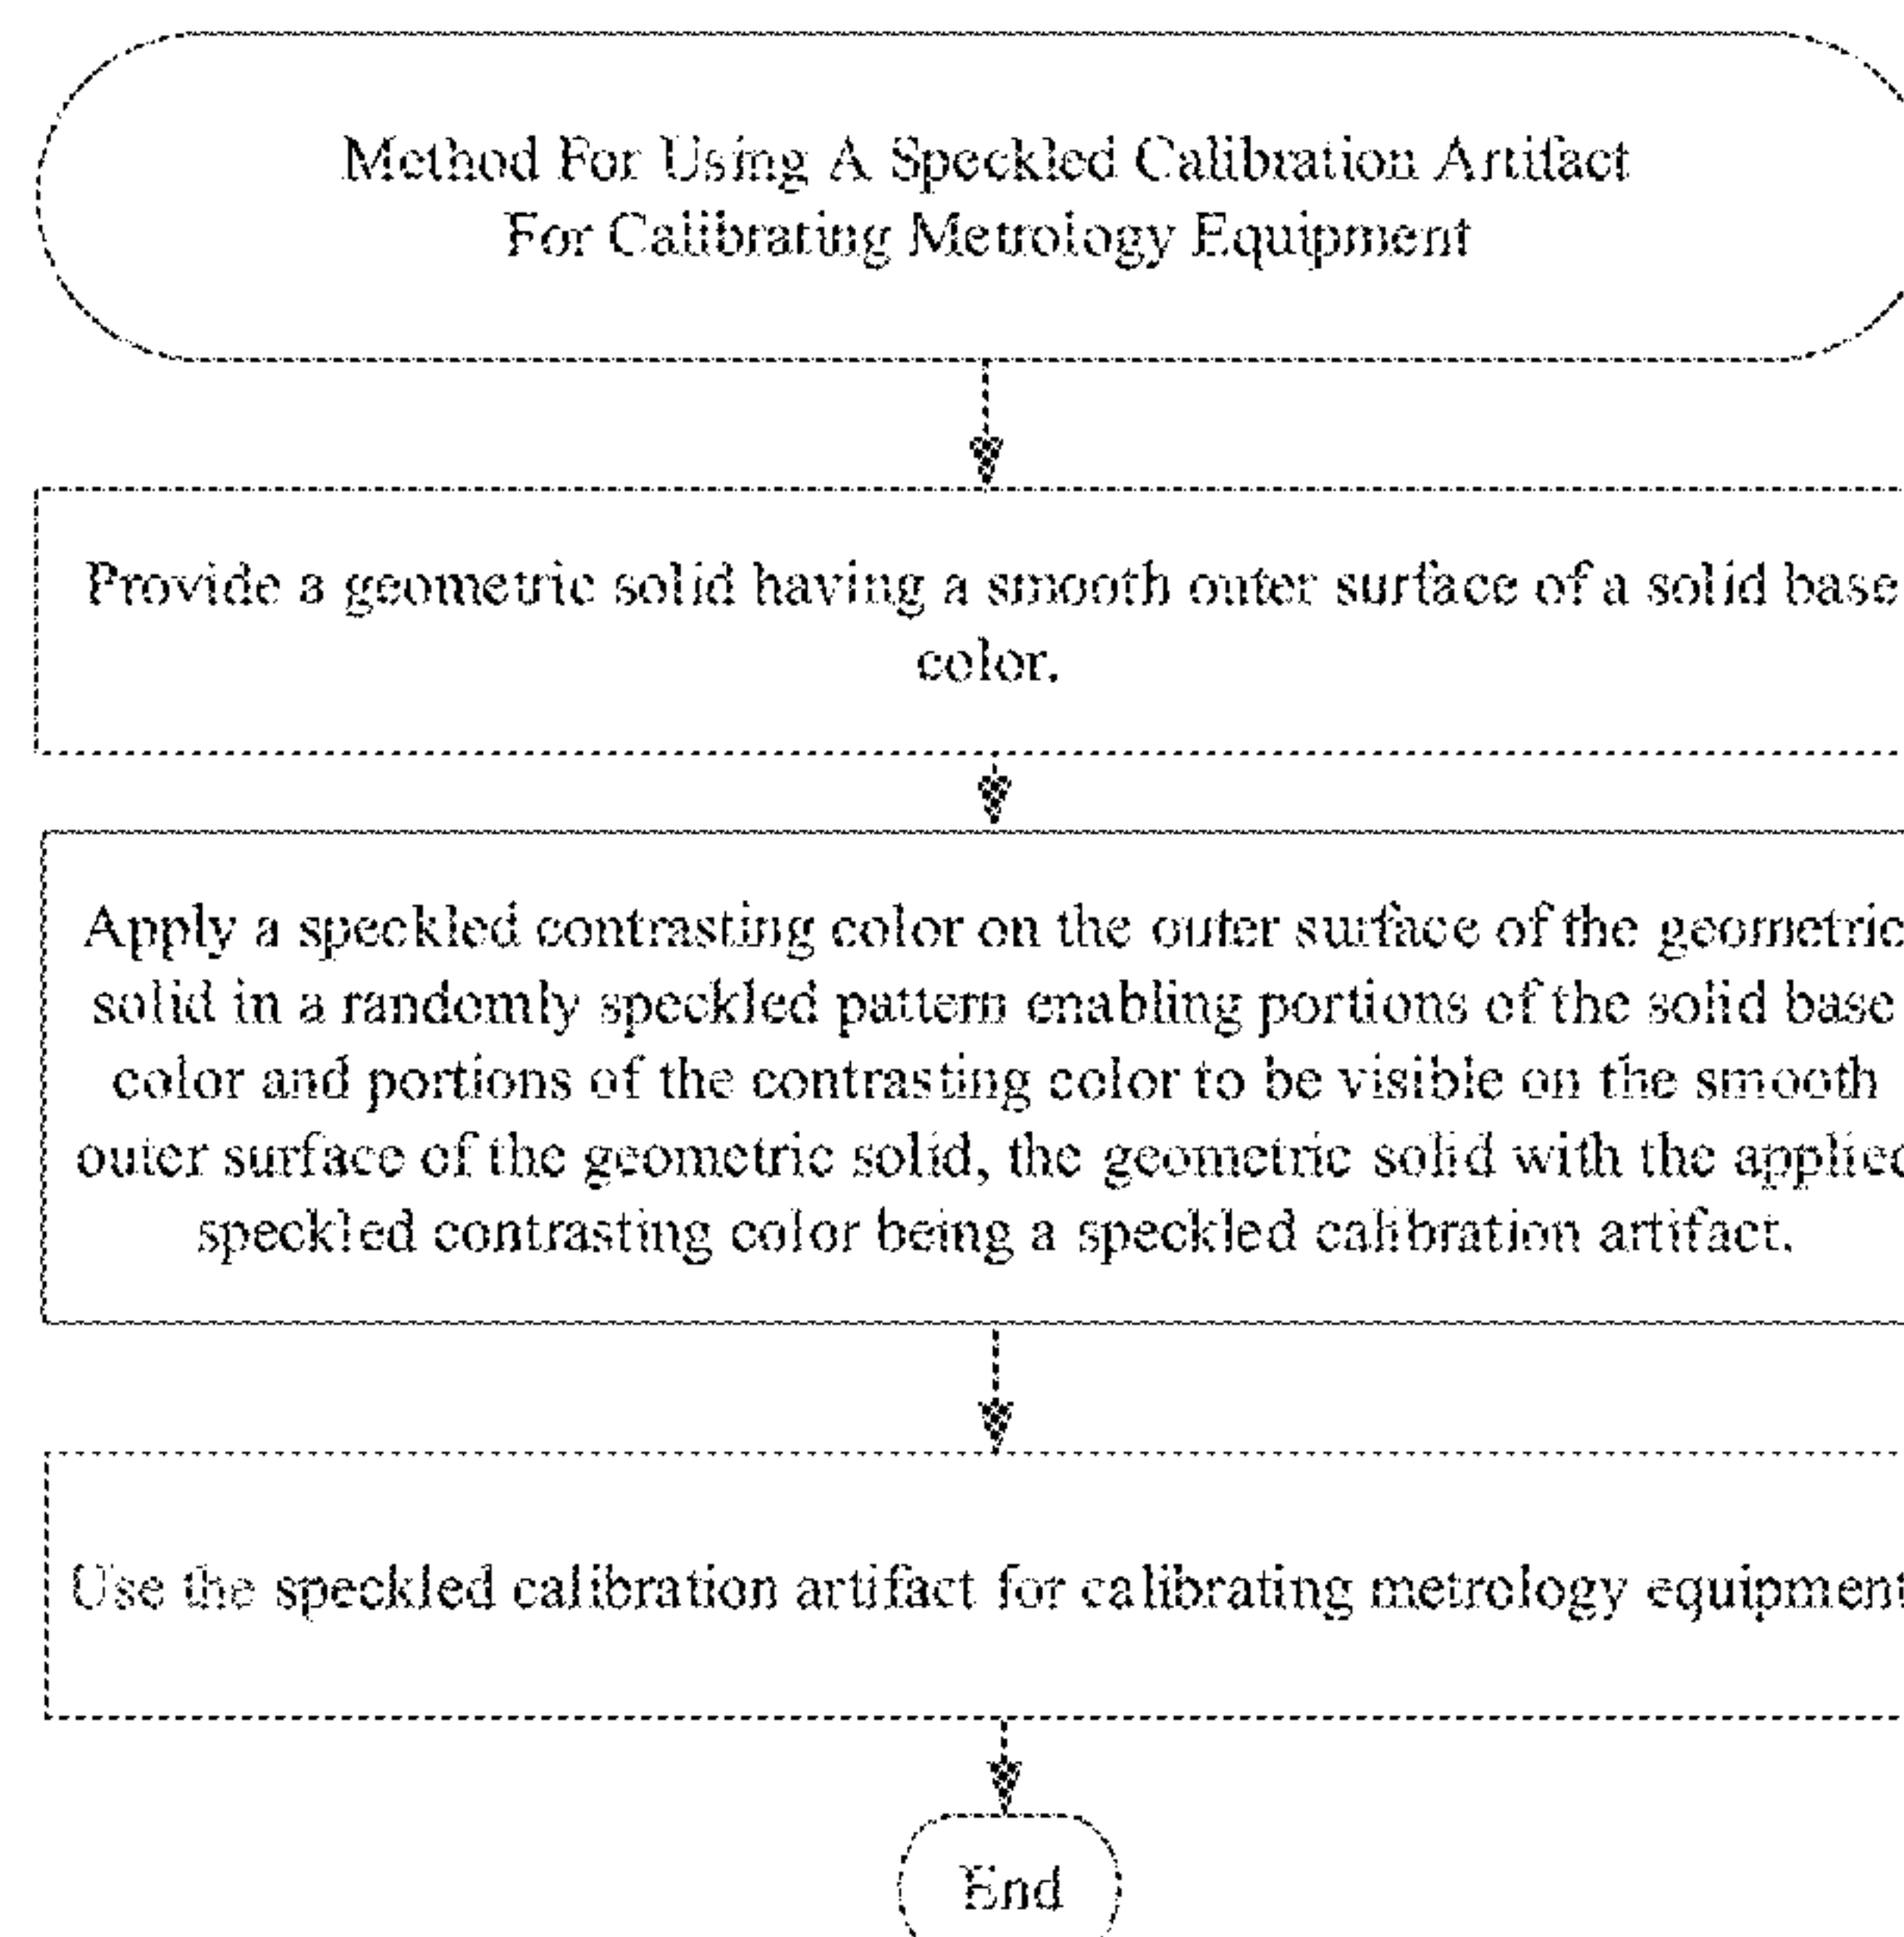 Method For Using A Speckled Calibration Artifact
For Calibrating Metrology Equipment
Provide a geometric solid having a smooth outer surface of a solid base
color.
Apply a speckled contrasting color on the outer surface of the geometric
solid in a randomly speckled pattern enabling portions of the solid base
color and portions of the contrasting color to be visible on the smooth
outer surface of the geometric solid, the geometric solid with the applied
speckled contrasting color being a speckled calibration artifact.
Use the speckled calibration artifact for calibrating metrology equipment
End